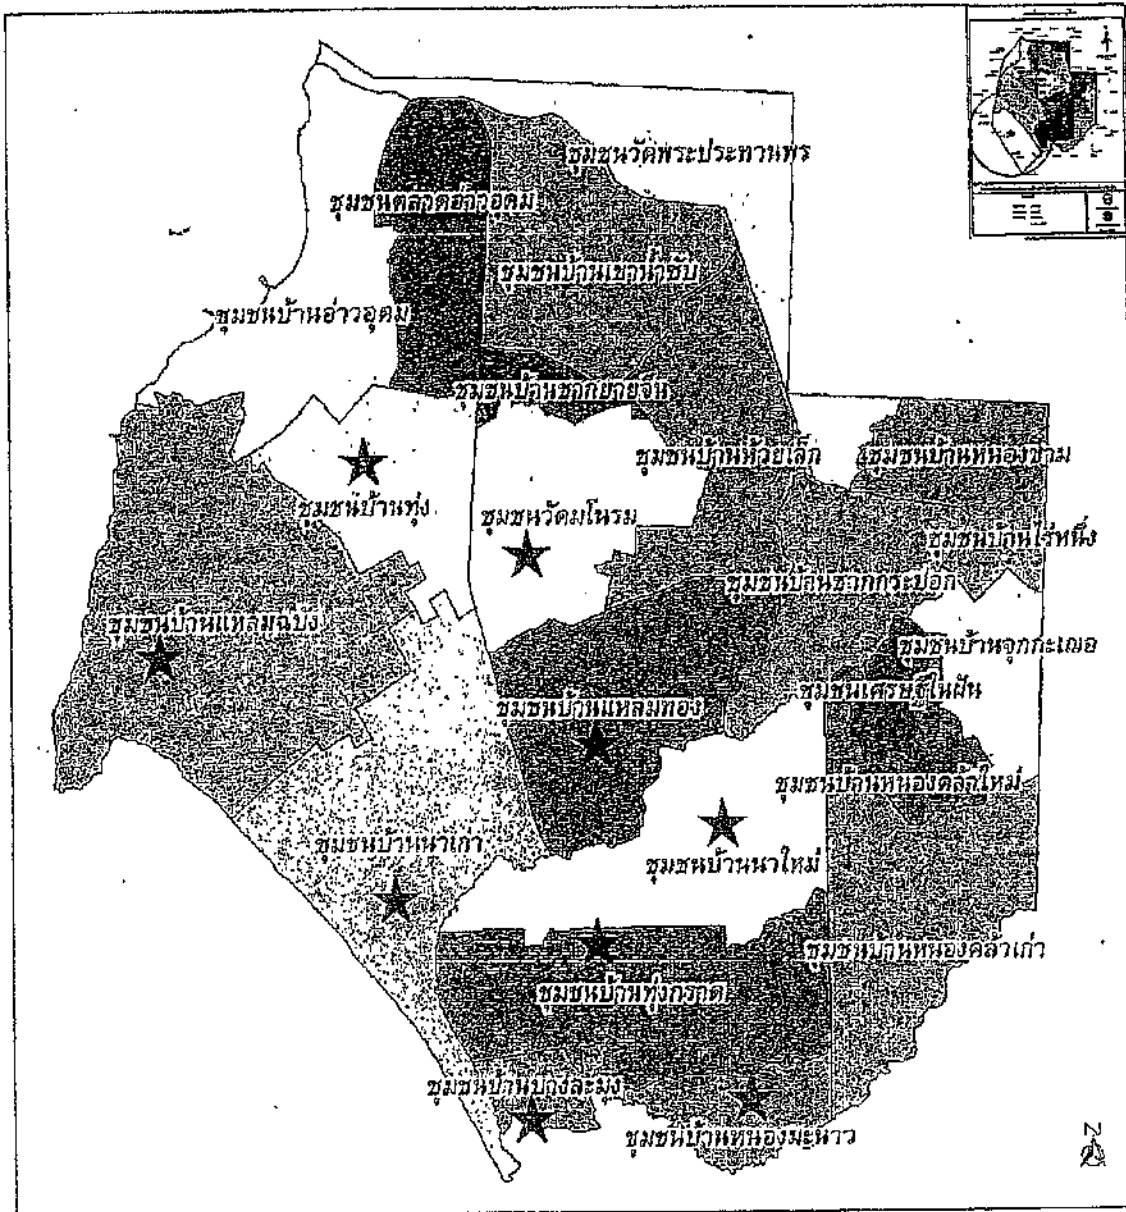 ชุมชนวัดพระประทานพร
ชุมชนตลาดอ่าวอุดม
ชุมชนบ้านเขาน้ำซับ
ชุมชนบ้านอ่าวอุดม
ชุมชนบ้านชากยายจีน
ชุมชนบ้านห้วยเล็ก
ชุมชนบ้านหนองขาม
ชุมชนบ้านทุ่ง
ชุมชนวัดมโนรม
ชุมชนบ้านไร่หนึ่ง
ชุมชนบ้านชากกระปอก
ชุมชนบ้านแหลมฉบัง
ชุมชนบ้านจุกกะเฌอ
ชุมชนเศรษฐีในฝัน
ชุมชนบ้านแหลมทอง
ชุมชนบ้านหนองคล้าใหม่
ชุมชนบ้านนาเก่า
ชุมชนบ้านนาใหม่
ชุมชนบ้านหนองคล้าเก่า
ชุมชนบ้านทุ่งกราด
ชุมชนบ้านบางละมุง
ชุมชนบ้านหนองมะนาว
N